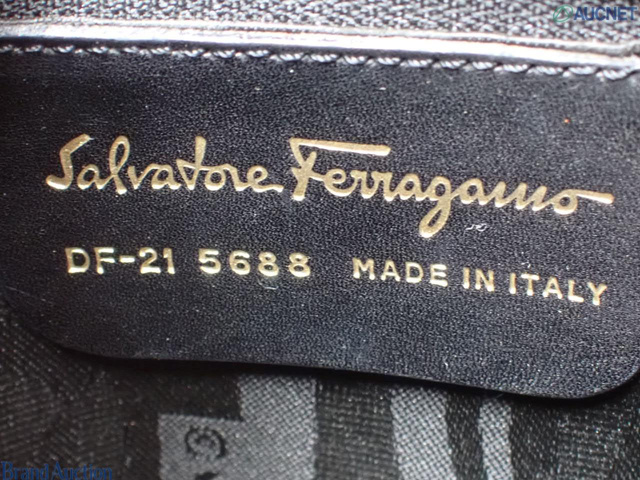 AUCNET
Salvatore Ferragamo
DF-21 5688 MADE IN ITALY
Brand Auction